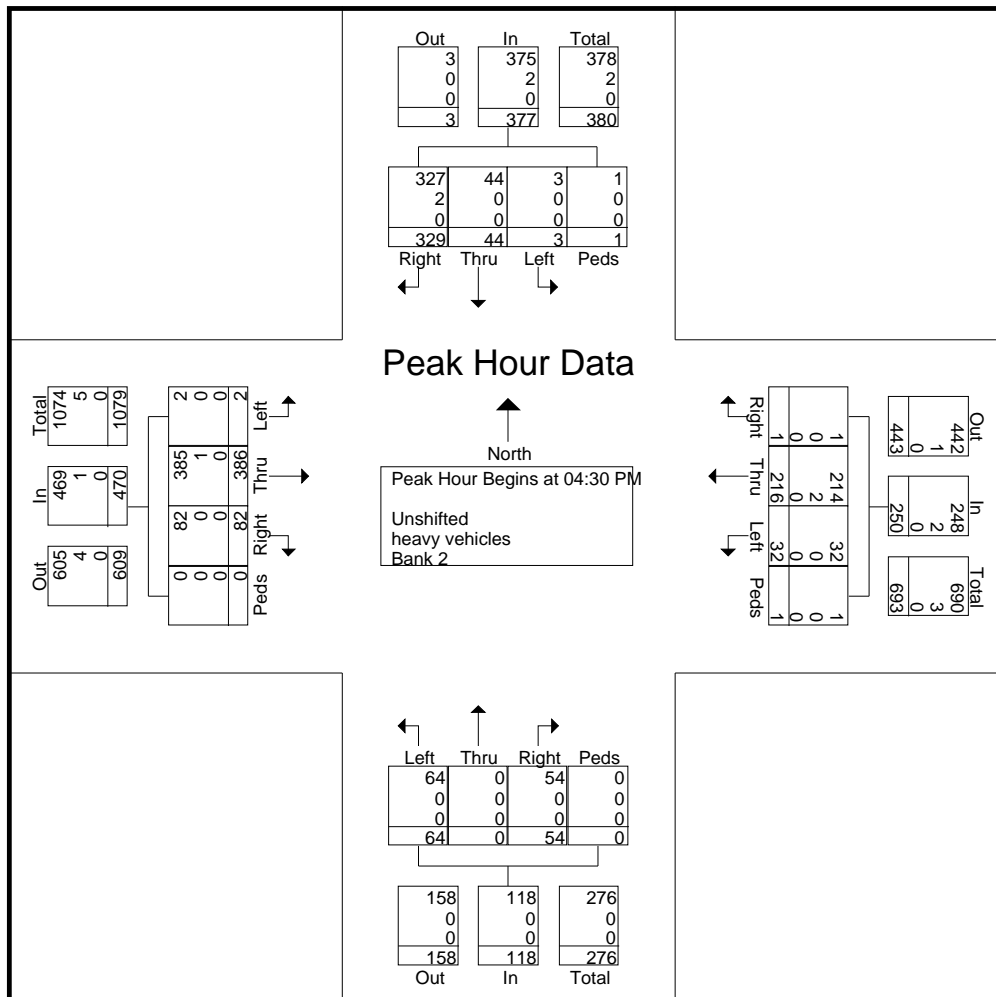 Out In Total
3 375 378
0 2 2
0 0 0
3 377 380
327 44 3 1
2 0 0 0
0 0 0 0
329 44 3 1
Right Thru Left Peds
Peak Hour Data
North
Peak Hour Begins at 04:30 PM
Unshifted
heavy vehicles
Bank 2
Total
1074 5 0 1079
In
469 1 0 470
Out
605 4 0 609
Left
2 0 0 2
Thru
385 1 0 386
Right
82 0 0 82
Peds
0 0 0 0
Right
1 0 0 1
Thru
214 2 0 216
Left
32 0 0 32
Peds
1 0 0 1
Out
442 1 0 443
In
248 2 0 250
Total
690 3 0 693
Left Thru Right Peds
64 0 54 0
0 0 0 0
0 0 0 0
64 0 54 0
158 118 276
0 0 0
0 0 0
158 118 276
Out In Total